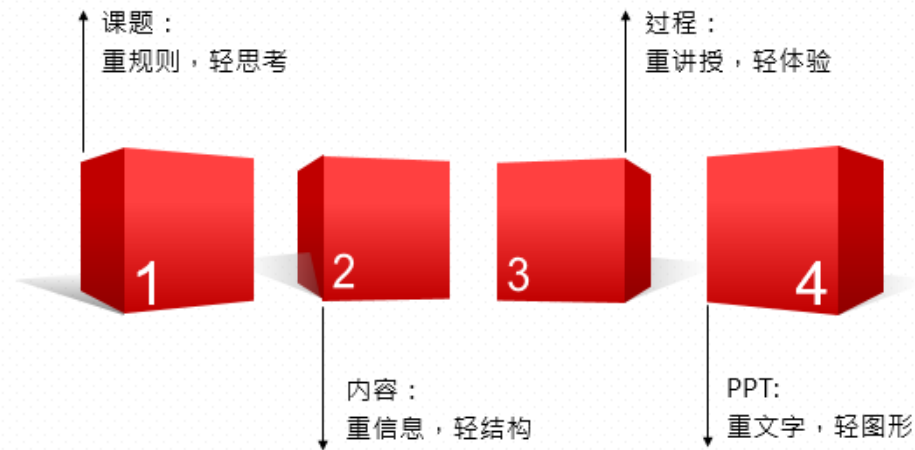 课题：
重规则，轻思考
过程：
重讲授，轻体验
1
2
3
4
内容：
重信息，轻结构
PPT:
重文字，轻图形